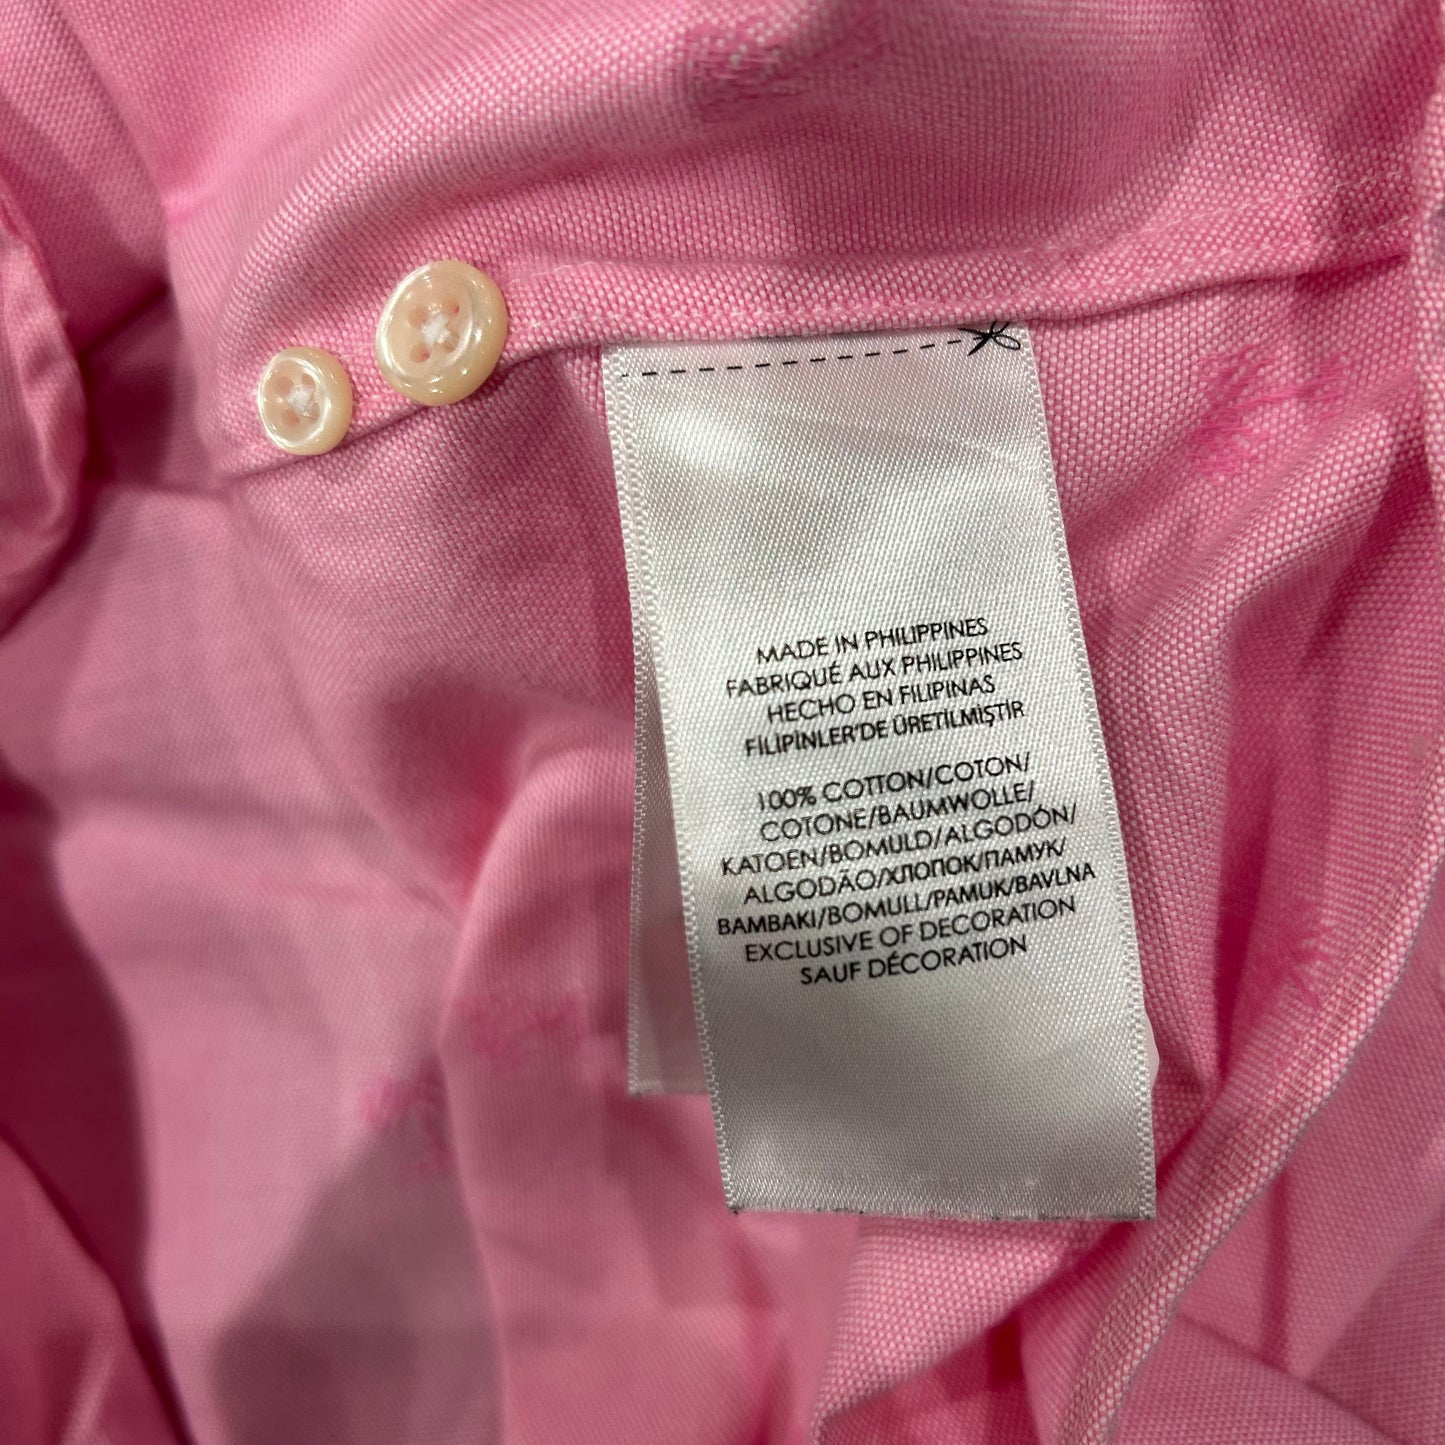 MADE IN PHILIPPINES
FABRIQUÉ AUX PHILIPPINES
HECHO EN FILIPINAS
FİLİPİNLER'DE ÜRETİLMİŞTİR
100% COTTON/COTON/
COTONE/BAUMWOLLE/
KATOEN/BOMULD/ALGODÓN/
ALGODÃO/ХЛОПОК/ПАМУК/
BAMBAKI/BOMULL/PAMUK/BAVLNA
EXCLUSIVE OF DECORATION
SAUF DÉCORATION